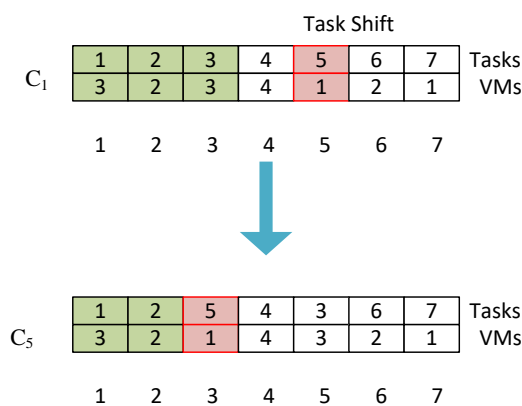 Task Shift
1 2 3 4 5 6 7 Tasks
C1
3 2 3 4 1 2 1 VMs
1 2 3 4 5 6 7
1 2 5 4 3 6 7 Tasks
C5
3 2 1 4 3 2 1 VMs
1 2 3 4 5 6 7